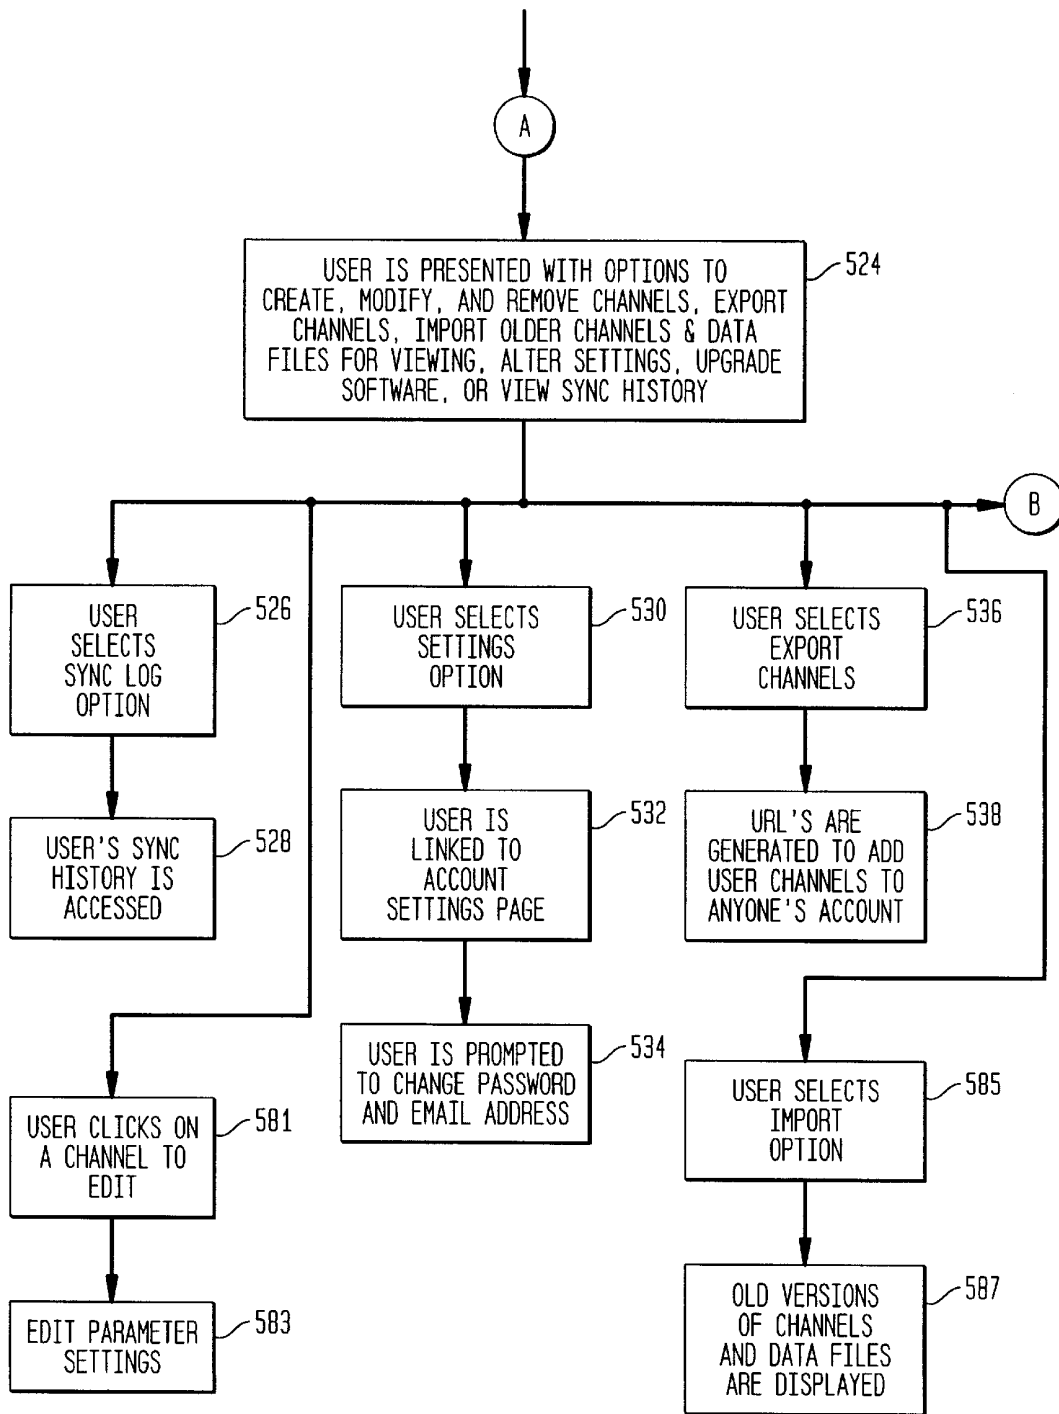 A
USER IS PRESENTED WITH OPTIONS TO
CREATE, MODIFY, AND REMOVE CHANNELS, EXPORT
CHANNELS, IMPORT OLDER CHANNELS & DATA
FILES FOR VIEWING, ALTER SETTINGS, UPGRADE
SOFTWARE, OR VIEW SYNC HISTORY
524
B
USER
SELECTS
SYNC LOG
OPTION
526
USER SELECTS
SETTINGS
OPTION
530
USER SELECTS
EXPORT
CHANNELS
536
USER'S SYNC
HISTORY IS
ACCESSED
528
USER IS
LINKED TO
ACCOUNT
SETTINGS PAGE
532
URL'S ARE
GENERATED TO ADD
USER CHANNELS TO
ANYONE'S ACCOUNT
538
USER CLICKS ON
A CHANNEL TO
EDIT
581
USER IS PROMPTED
TO CHANGE PASSWORD
AND EMAIL ADDRESS
534
USER SELECTS
IMPORT
OPTION
585
EDIT PARAMETER
SETTINGS
583
OLD VERSIONS
OF CHANNELS
AND DATA FILES
ARE DISPLAYED
587